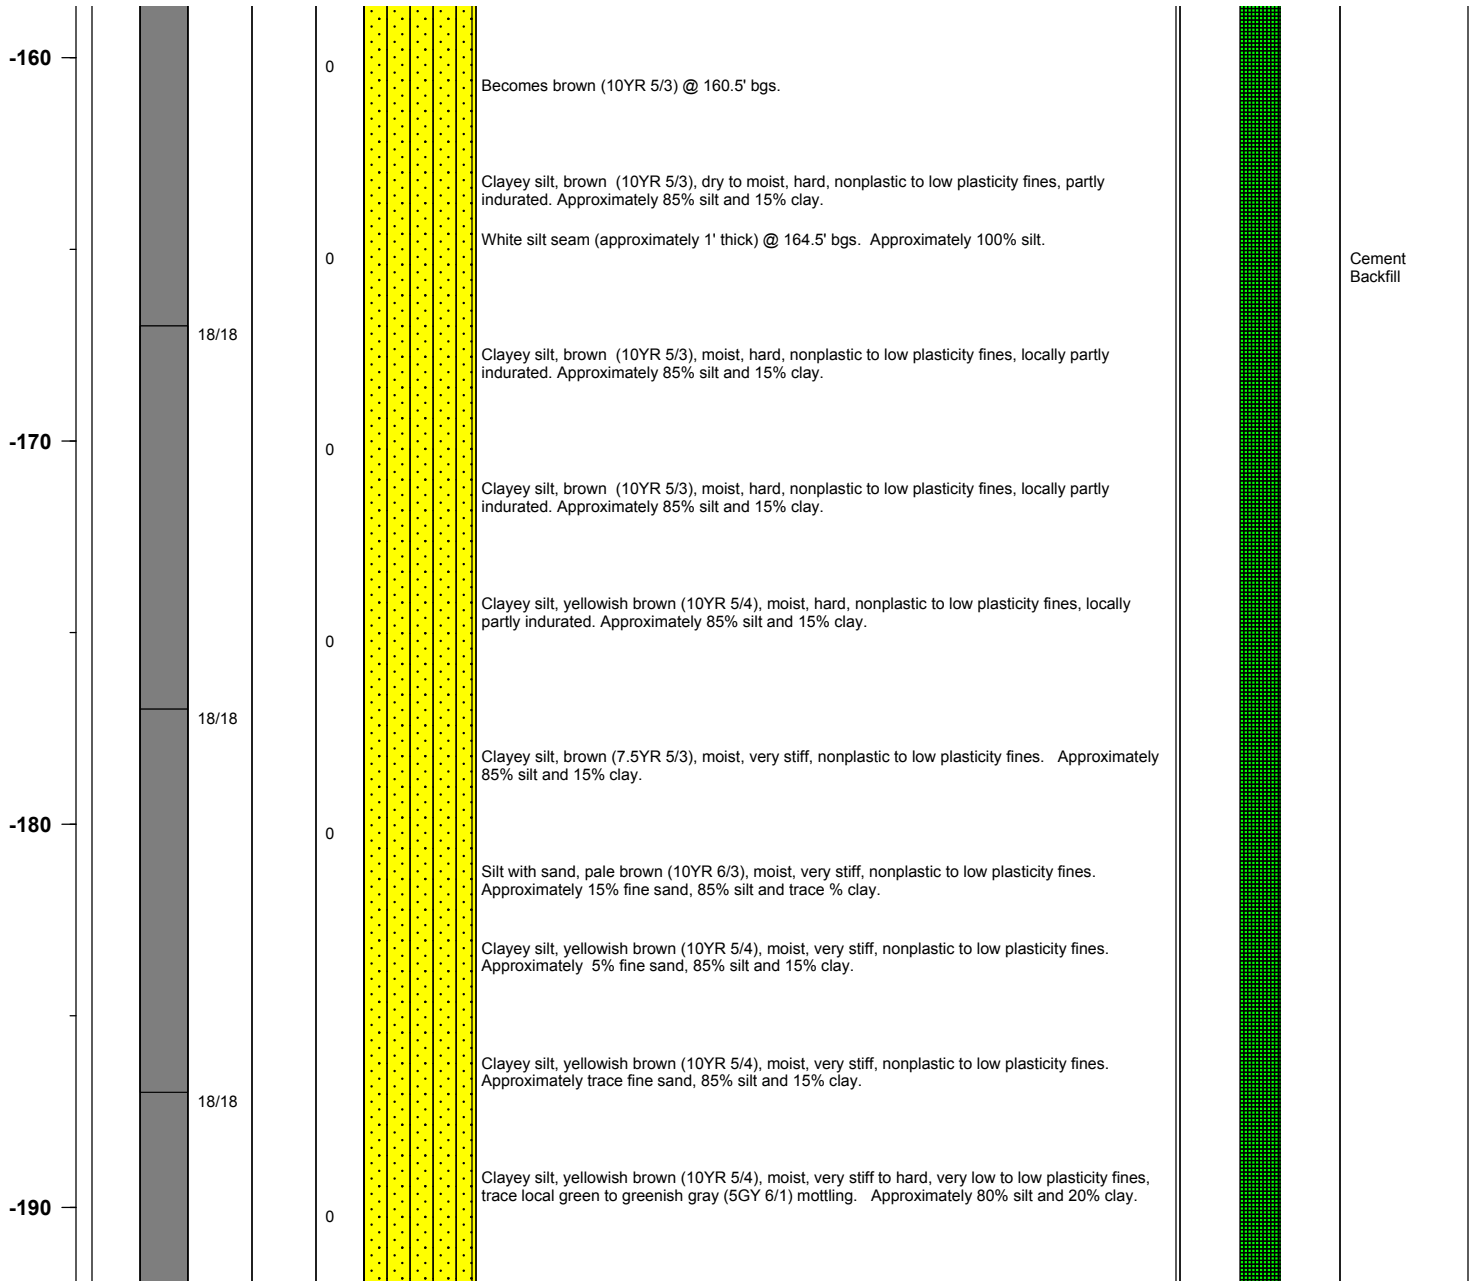 -160
0
Becomes brown (10YR 5/3) @ 160.5' bgs.
Clayey silt, brown  (10YR 5/3), dry to moist, hard, nonplastic to low plasticity fines, partly
indurated. Approximately 85% silt and 15% clay.
White silt seam (approximately 1' thick) @ 164.5' bgs.  Approximately 100% silt.
0
Cement
Backfill
18/18
Clayey silt, brown  (10YR 5/3), moist, hard, nonplastic to low plasticity fines, locally partly
indurated. Approximately 85% silt and 15% clay.
-170
0
Clayey silt, brown  (10YR 5/3), moist, hard, nonplastic to low plasticity fines, locally partly
indurated. Approximately 85% silt and 15% clay.
Clayey silt, yellowish brown (10YR 5/4), moist, hard, nonplastic to low plasticity fines, locally
partly indurated. Approximately 85% silt and 15% clay.
0
18/18
Clayey silt, brown (7.5YR 5/3), moist, very stiff, nonplastic to low plasticity fines.   Approximately
85% silt and 15% clay.
-180
0
Silt with sand, pale brown (10YR 6/3), moist, very stiff, nonplastic to low plasticity fines.
Approximately 15% fine sand, 85% silt and trace % clay.
Clayey silt, yellowish brown (10YR 5/4), moist, very stiff, nonplastic to low plasticity fines.
Approximately  5% fine sand, 85% silt and 15% clay.
Clayey silt, yellowish brown (10YR 5/4), moist, very stiff, nonplastic to low plasticity fines.
Approximately trace fine sand, 85% silt and 15% clay.
18/18
Clayey silt, yellowish brown (10YR 5/4), moist, very stiff to hard, very low to low plasticity fines,
trace local green to greenish gray (5GY 6/1) mottling.   Approximately 80% silt and 20% clay.
-190
0